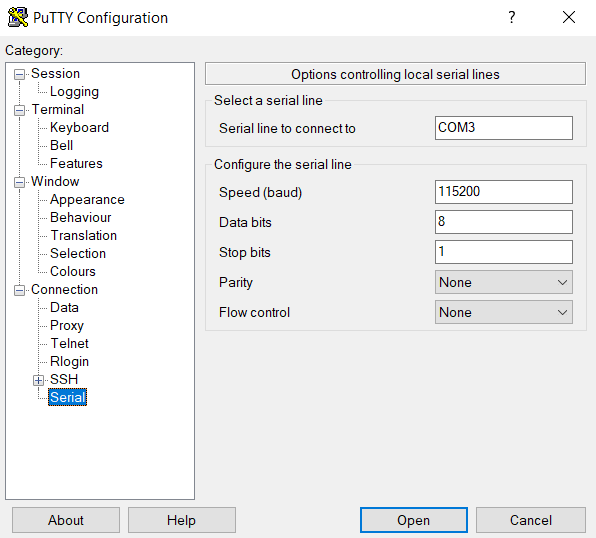 PuTTY Configuration
?
Category:
Session
Logging
Terminal
Keyboard
Bell
Features
Window
Appearance
Behaviour
Translation
Selection
Colours
Connection
Data
Proxy
Telnet
Rlogin
SSH
Serial
Options controlling local serial lines
Select a serial line
Serial line to connect to COM3
Configure the serial line
Speed (baud) 115200
Data bits 8
Stop bits 1
Parity None
Flow control None
About Help Open Cancel